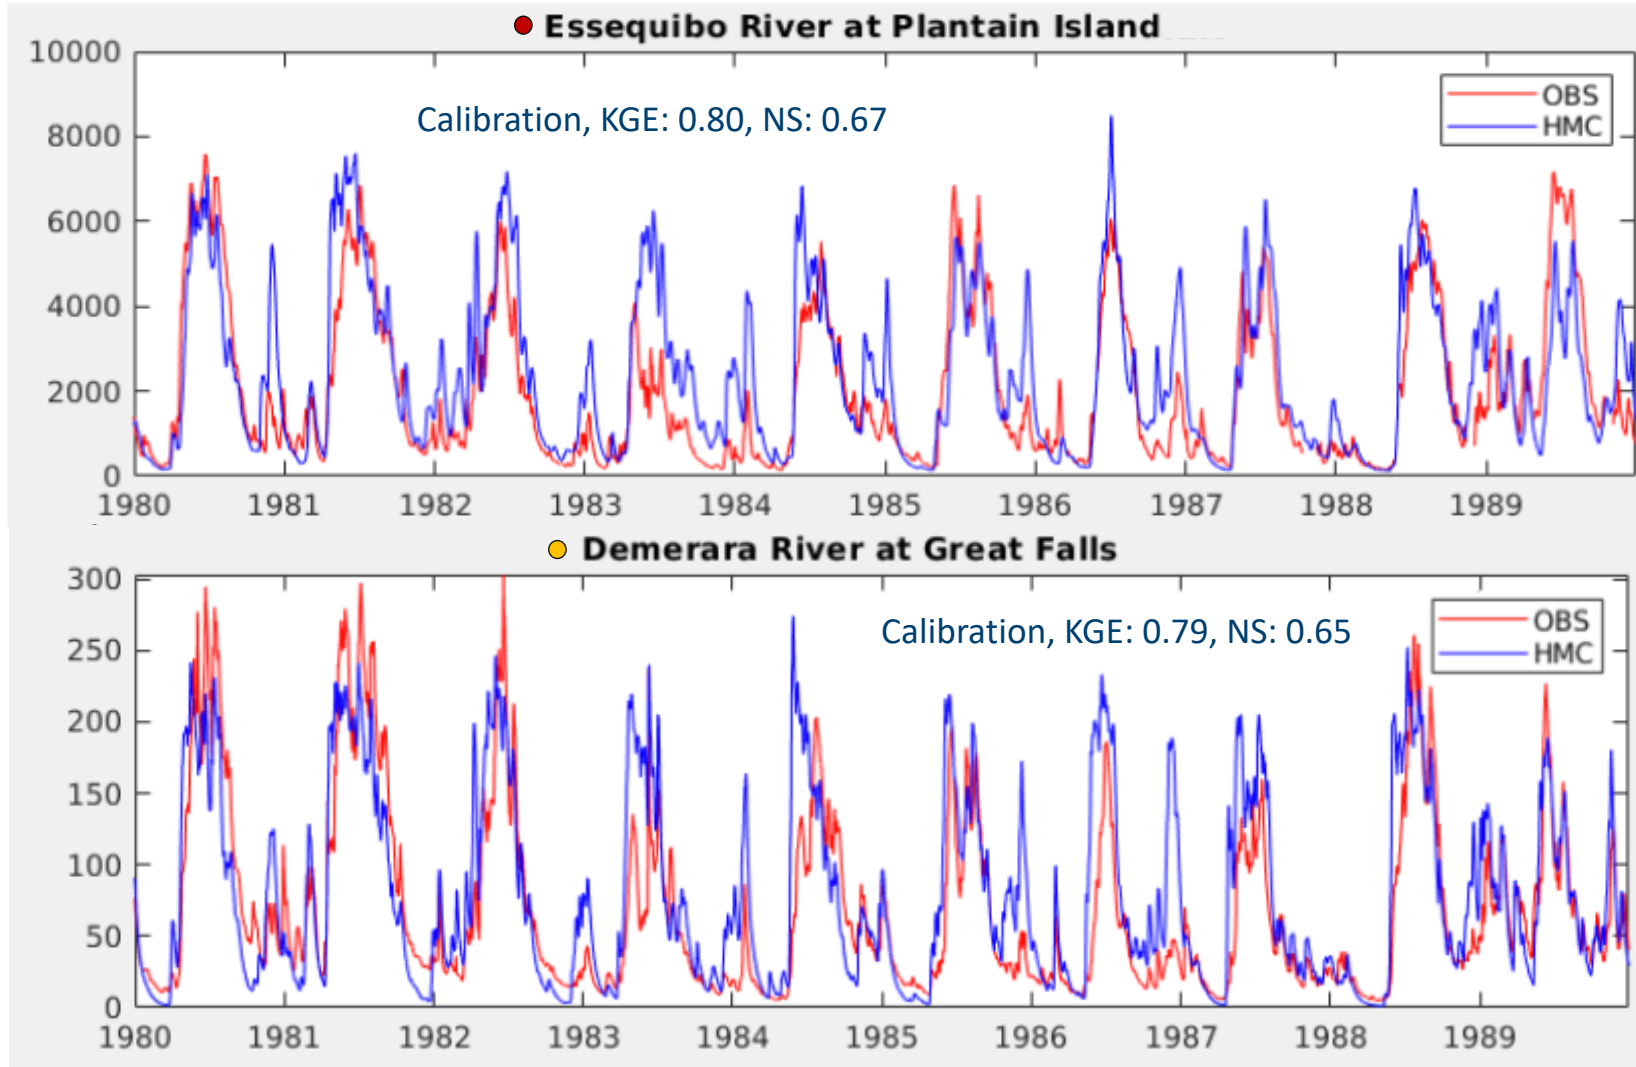 Essequibo River at Plantain Island
10000
8000
6000
4000
2000
0
Calibration, KGE: 0.80, NS: 0.67
OBS
HMC
1980 1981 1982 1983 1984 1985 1986 1987 1988 1989
Demerara River at Great Falls
300
250
200
150
100
50
0
Calibration, KGE: 0.79, NS: 0.65
OBS
HMC
1980 1981 1982 1983 1984 1985 1986 1987 1988 1989